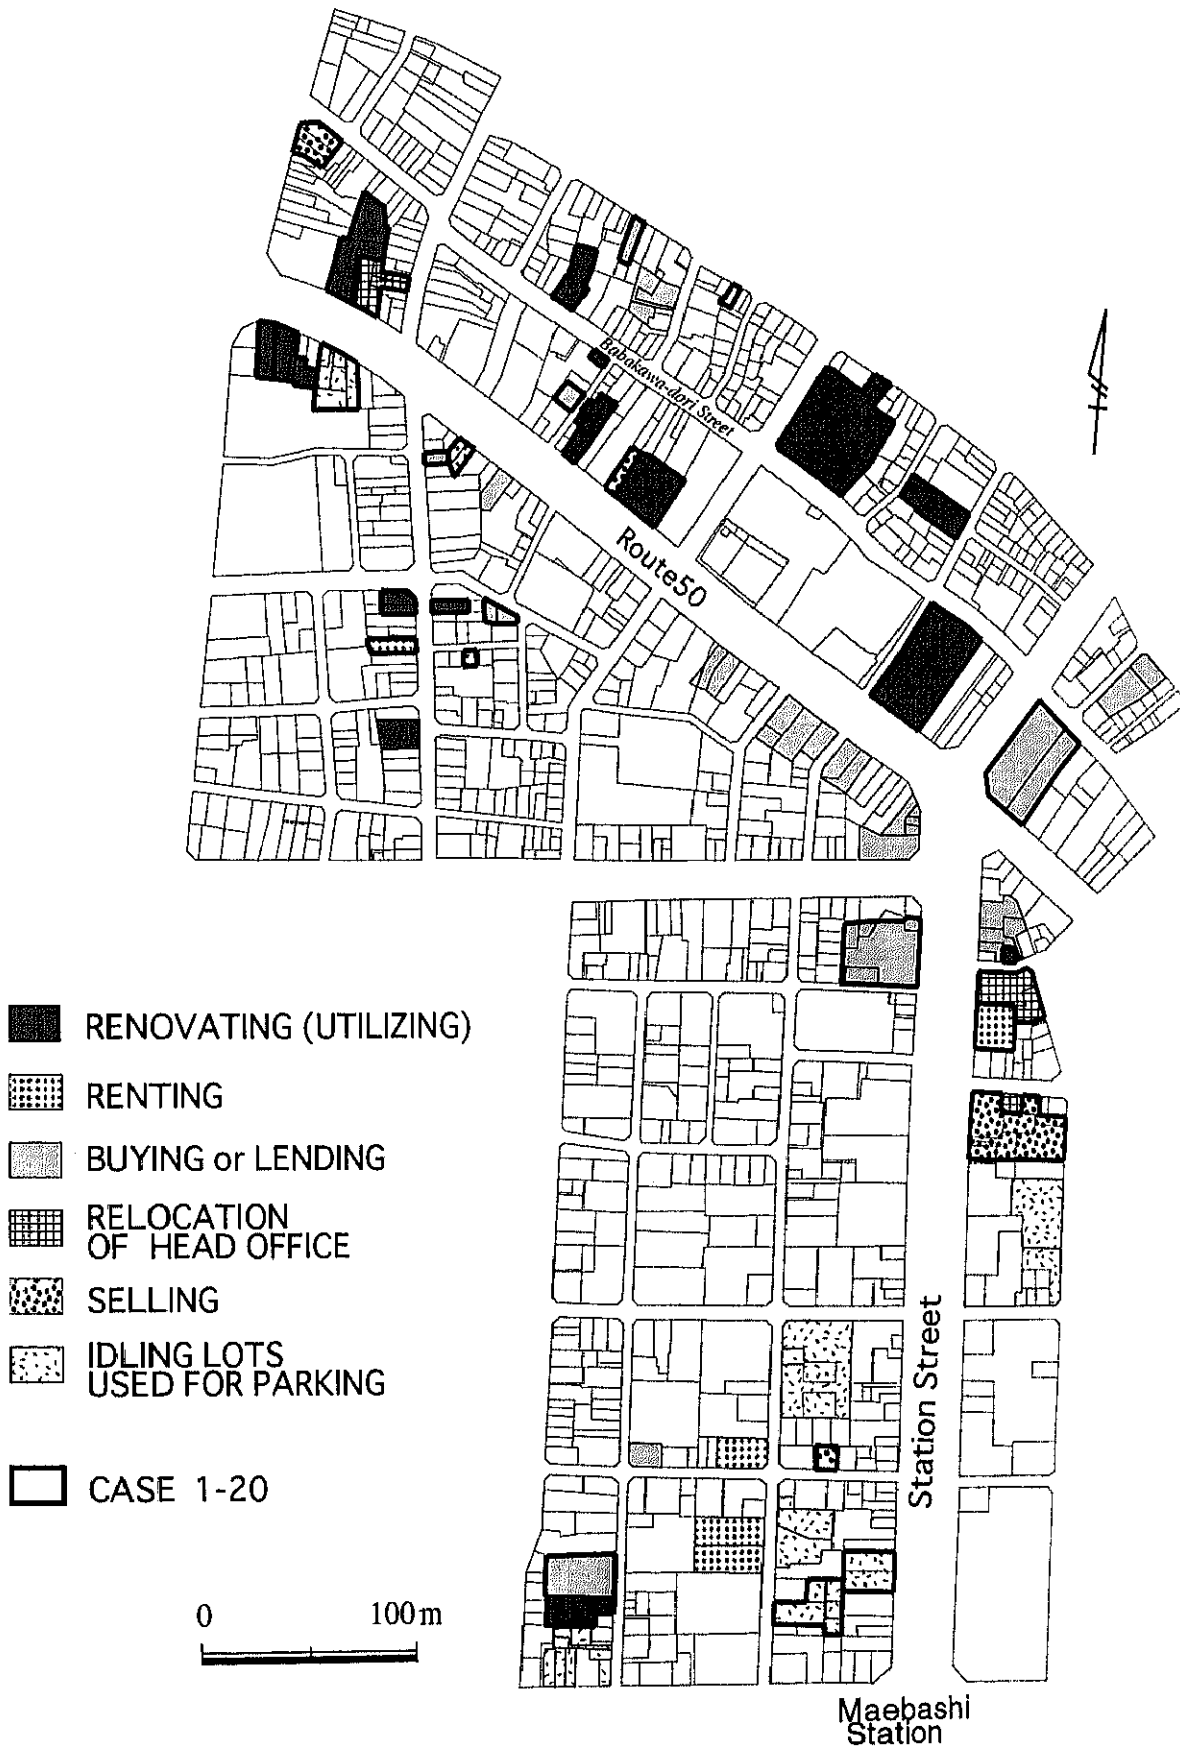 Babakawa-dori Street
Route50
RENOVATING (UTILIZING)
RENTING
BUYING or LENDING
RELOCATION
OF HEAD OFFICE
SELLING
IDLING LOTS
USED FOR PARKING
CASE 1-20
0 100m
Station Street
Maebashi
Station